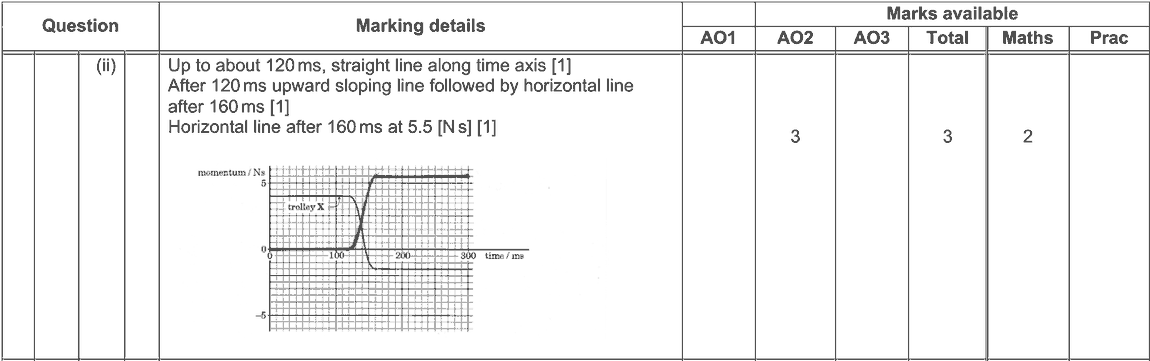 Question
Marking details
Marks available
AO1 AO2 AO3 Total Maths Prac
(ii)
Up to about 120 ms, straight line along time axis [1]
After 120 ms upward sloping line followed by horizontal line
after 160 ms [1]
Horizontal line after 160 ms at 5.5 [N s] [1]
3 3 2
momentum / Ns
5
trolley X
0
0 100 200 300 time / ms
–5